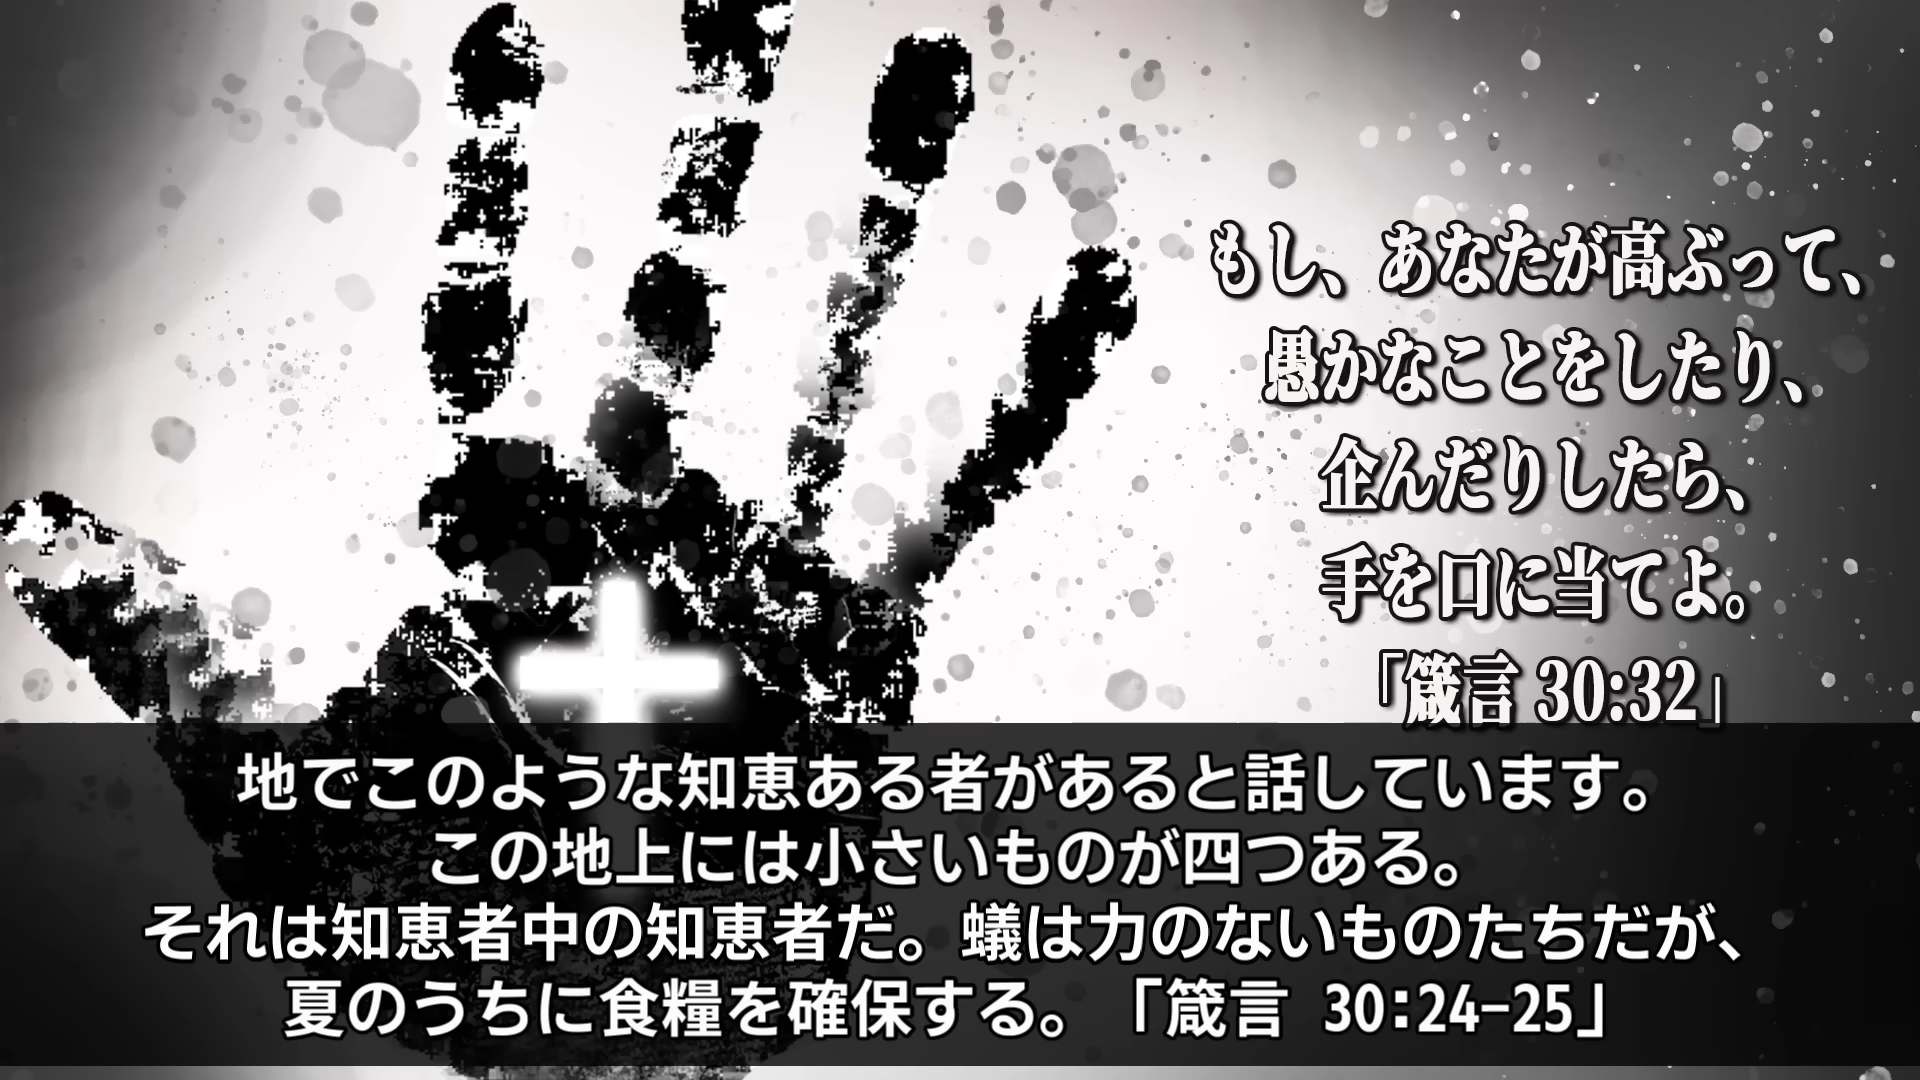 もし、あなたが高ぶって、
愚かなことをしたり、
企んだりしたら、
手を口に当てよ。
「箴言 30:32」
地でこのような知恵ある者があると話しています。
この地上には小さいものが四つある。
それは知恵者中の知恵者だ。蟻は力のないものたちだが、
夏のうちに食糧を確保する。「箴言 30:24-25」